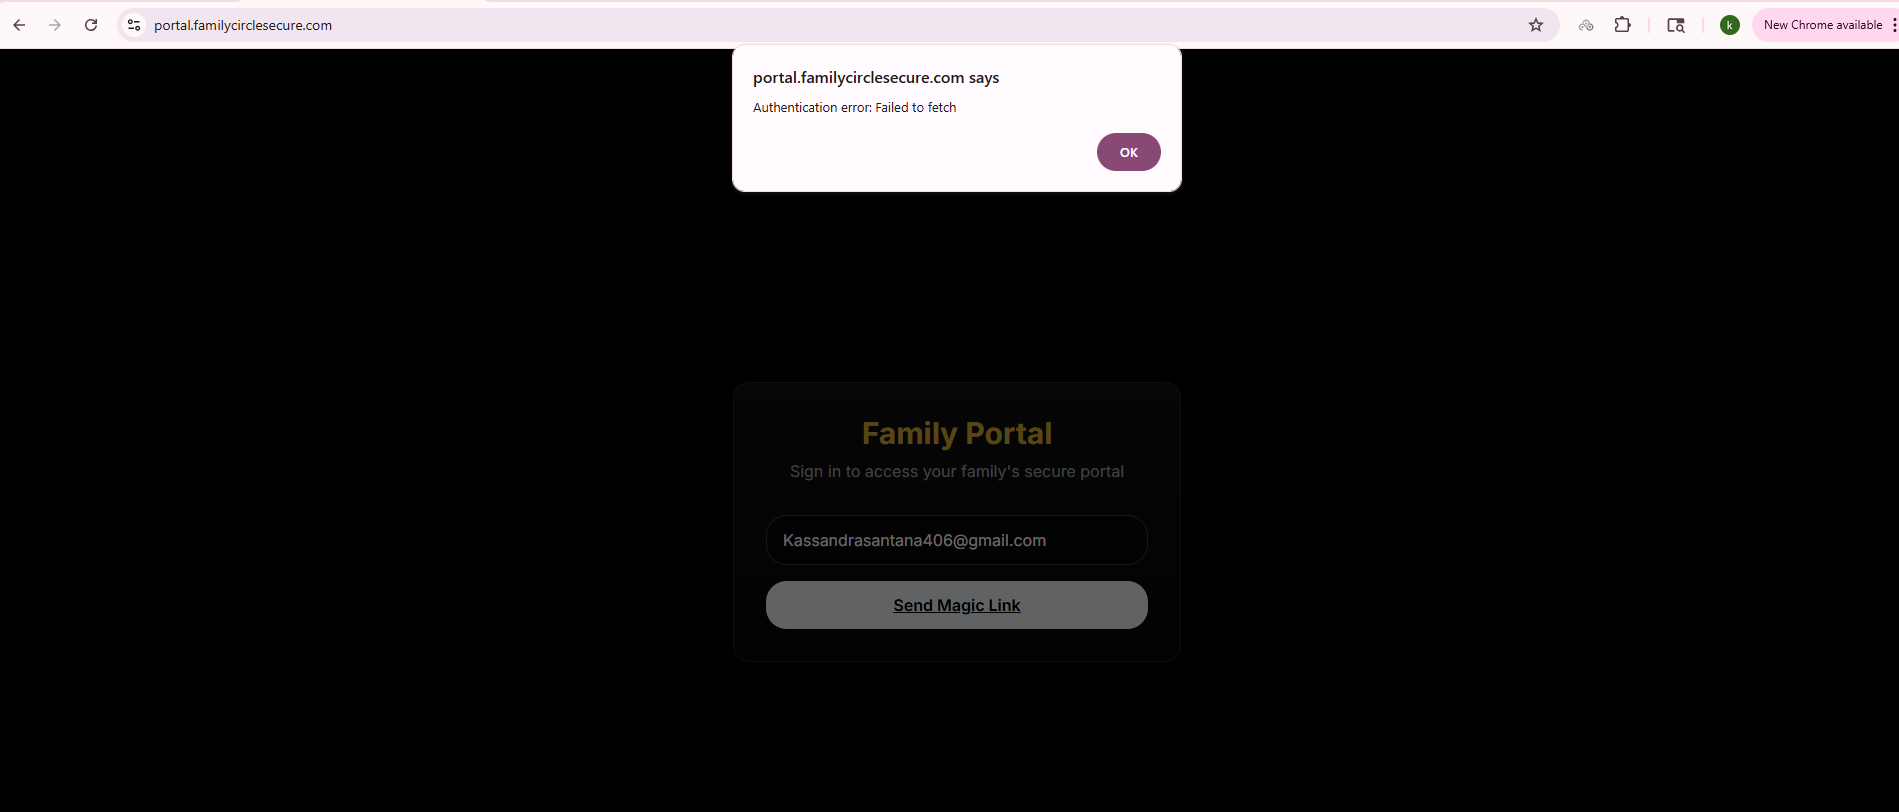 portal.familycirclesecure.com
k
New Chrome available
portal.familycirclesecure.com says
Authentication error: Failed to fetch
OK
Family Portal
Sign in to access your family's secure portal
Kassandrasantana406@gmail.com
Send Magic Link